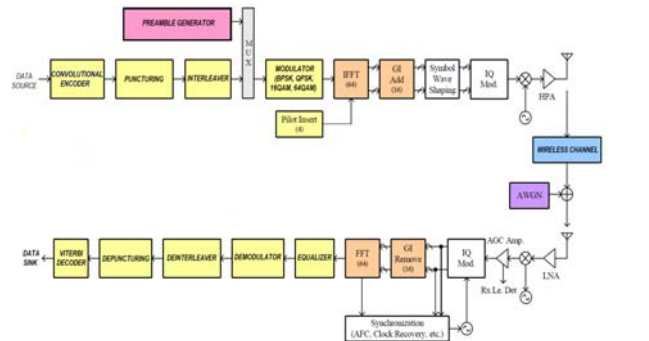 PREAMBLE GENERATOR
MUX
DATA
SOURCE
CONVOLUTIONAL
ENCODER
PUNCTURING
INTERLEAVER
MODULATOR
(BPSK, QPSK,
16QAM, 64QAM)
IFFT
(64)
GI
Add
(16)
Symbol
Wave
Shaping
IQ
Mod.
HPA
Pilot Insert
(4)
WIRELESS CHANNEL
AWGN
DATA
SINK
VITERBI
DECODER
DEPUNCTURING
DEINTERLEAVER
DEMODULATOR
EQUALIZER
FFT
(64)
GI
Remove
(16)
IQ
Mod.
AGC Amp.
Rx Le. Det
LNA
Synchronization
(AFC, Clock Recovery, etc.)